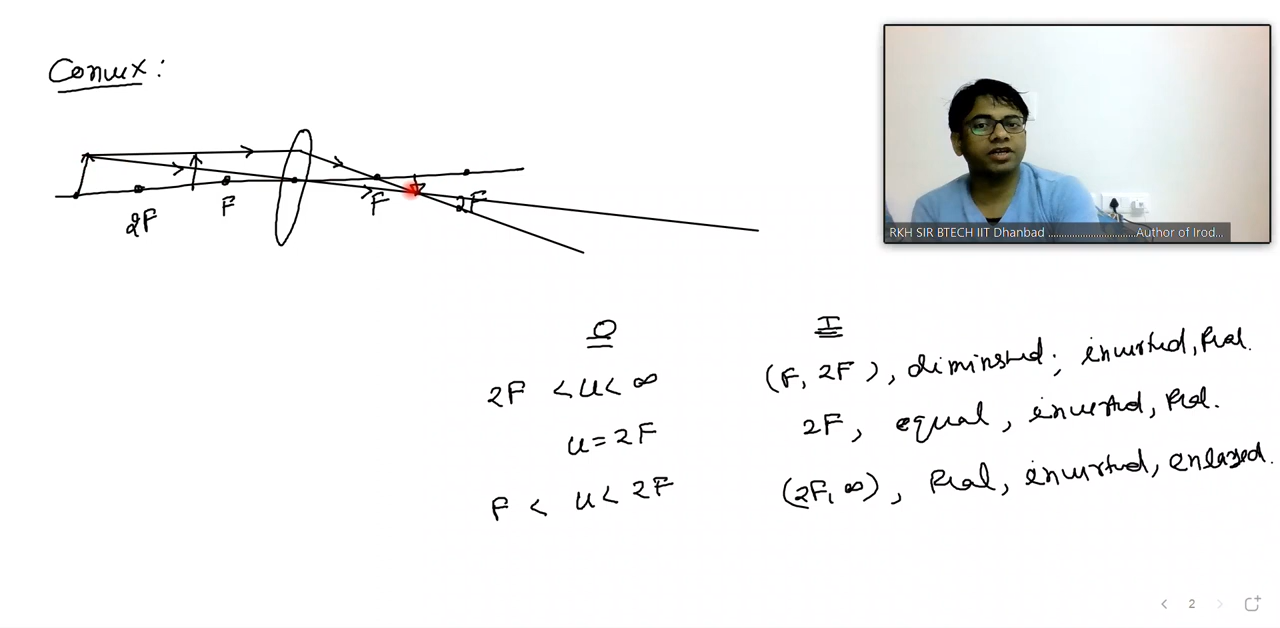 Convex :
2F F F 2F
RKH SIR BTECH IIT Dhanbad ..................................Author of Irod...
O I
2F < u < ∞ (F, 2F), diminshed; inverted, Real.
u = 2F 2F, equal, inverted, Real.
F < u < 2F (2F, ∞), Real, inverted, enlarged.
2